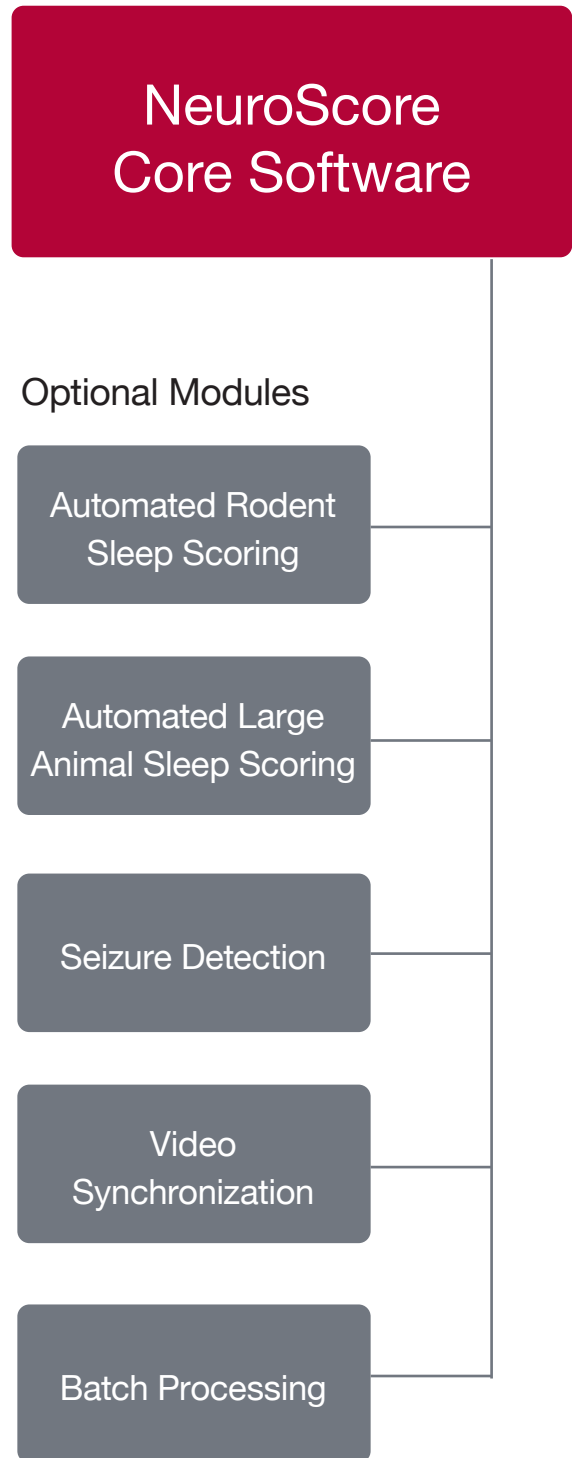 NeuroScore
Core Software
Optional Modules
Automated Rodent
Sleep Scoring
Automated Large
Animal Sleep Scoring
Seizure Detection
Video
Synchronization
Batch Processing